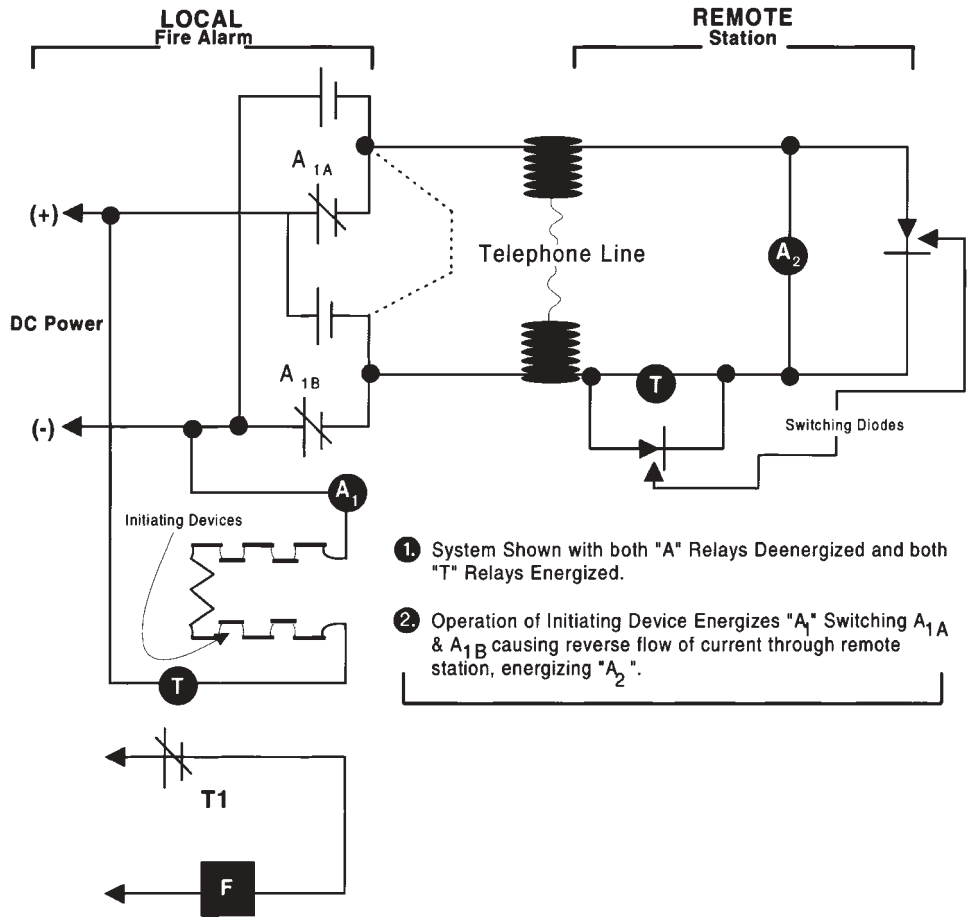 LOCAL
Fire Alarm
REMOTE
Station
A 1A
(+)
Telephone Line
A2
DC Power
A 1B
T
(-)
Switching Diodes
A1
Initiating Devices
1. System Shown with both "A" Relays Deenergized and both
"T" Relays Energized.
2. Operation of Initiating Device Energizes "A1" Switching A1A
& A1B causing reverse flow of current through remote
station, energizing "A2".
T
T1
F